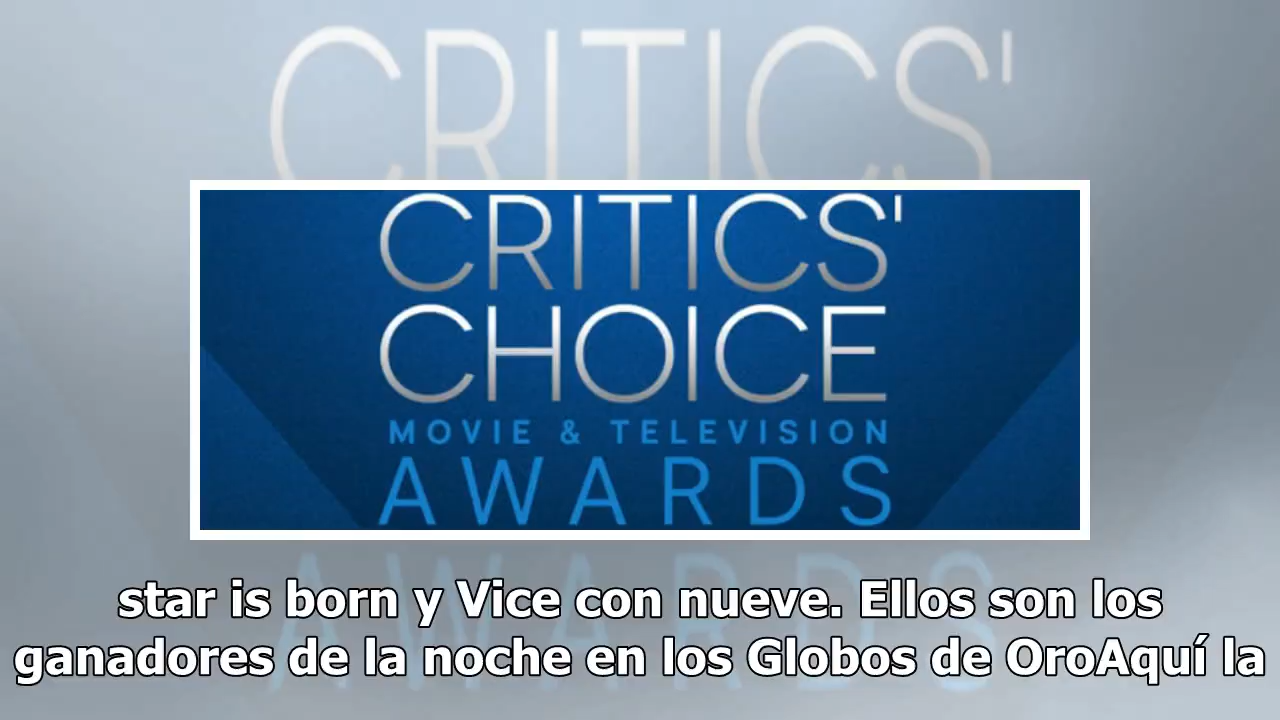 CRITICS'
CRITICS'
CHOICE
MOVIE & TELEVISION
AWARDS
AWARDS
star is born y Vice con nueve. Ellos son los
ganadores de la noche en los Globos de OroAquí la